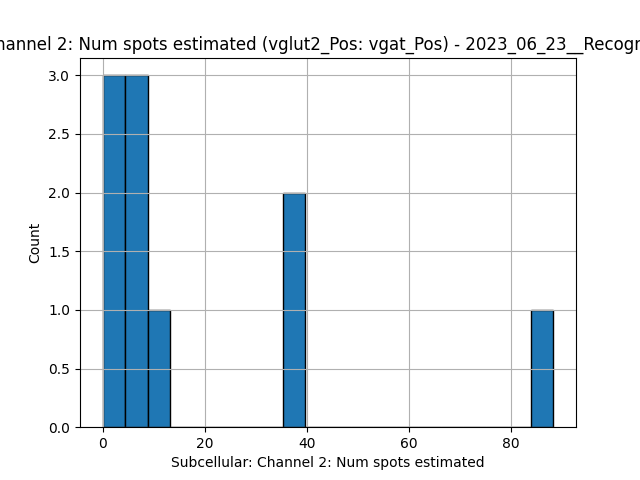 hannel 2: Num spots estimated (vglut2_Pos: vgat_Pos) - 2023_06_23__Recogn
3.0
2.5
2.0
1.5
1.0
0.5
0.0
Count
0 20 40 60 80
Subcellular: Channel 2: Num spots estimated